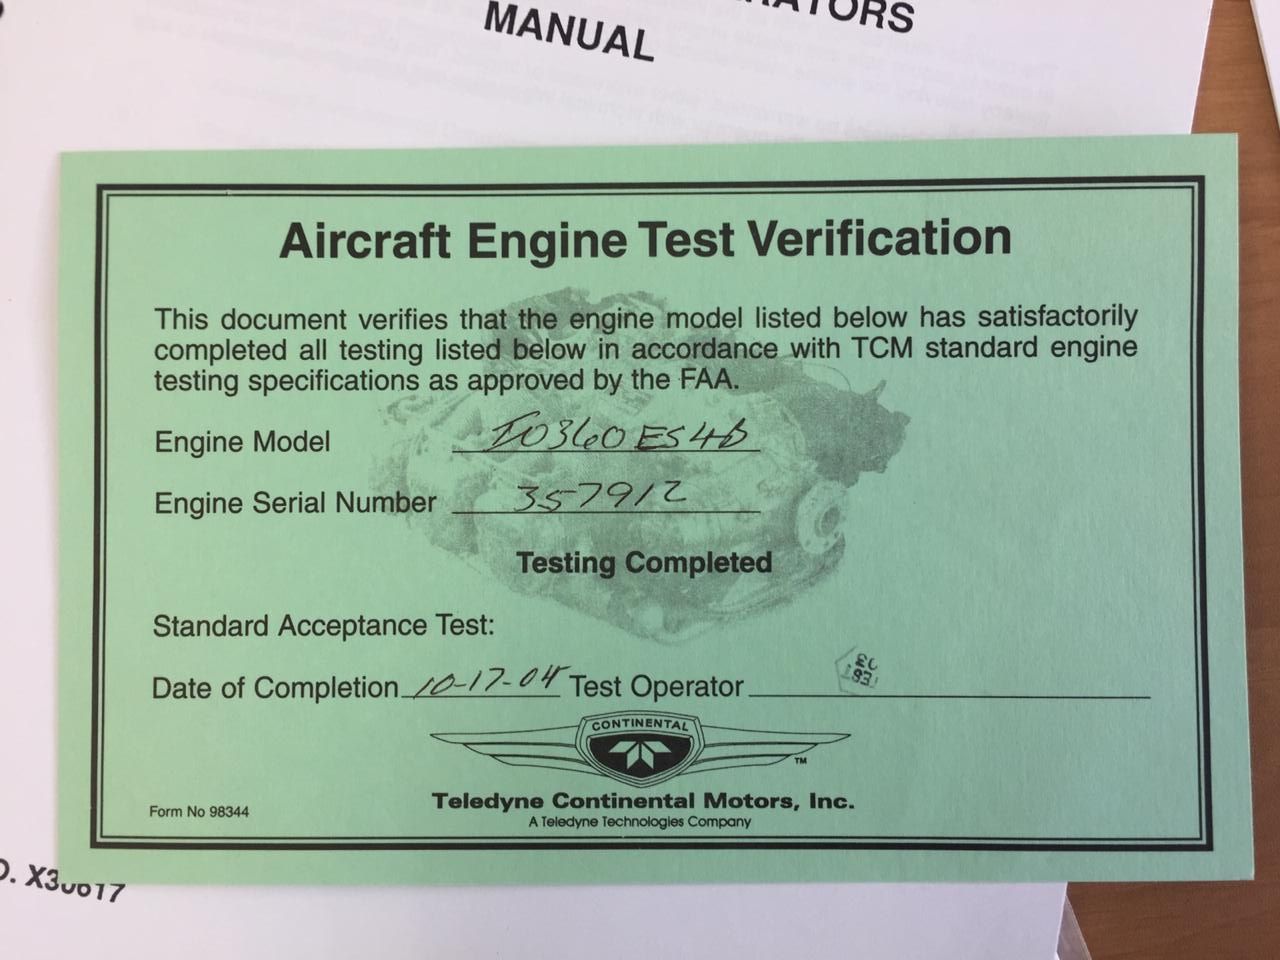 ATORS
MANUAL
Aircraft Engine Test Verification
This document verifies that the engine model listed below has satisfactorily
completed all testing listed below in accordance with TCM standard engine
testing specifications as approved by the FAA.
Engine Model IO360ES4B
Engine Serial Number 357912
Testing Completed
Standard Acceptance Test:
Date of Completion 10-17-04 Test Operator
CONTINENTAL
TM
Teledyne Continental Motors, Inc.
A Teledyne Technologies Company
Form No 98344
O. X30617